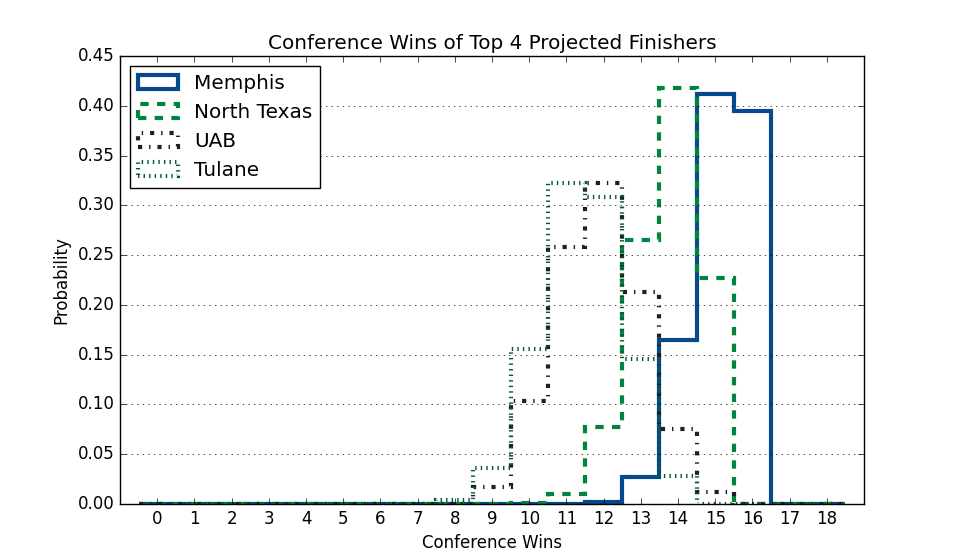 Conference Wins of Top 4 Projected Finishers
0.45
0.40
0.35
0.30
0.25
0.20
0.15
0.10
0.05
0.00
Probability
Memphis
North Texas
UAB
Tulane
0 1 2 3 4 5 6 7 8 9 10 11 12 13 14 15 16 17 18
Conference Wins